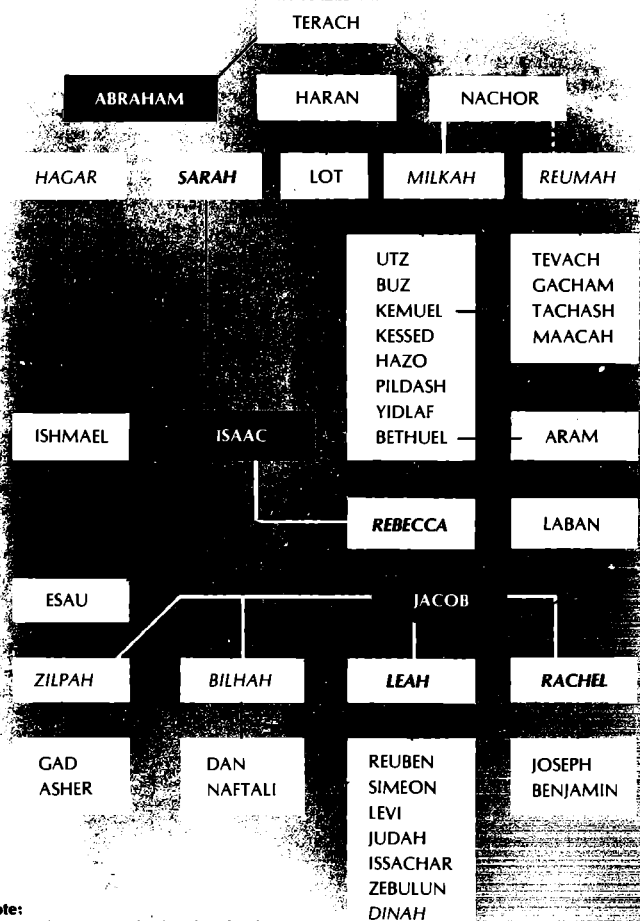 TERACH
ABRAHAM
HARAN
NACHOR
HAGAR
SARAH
LOT
MILKAH
REUMAH
UTZ
BUZ
KEMUEL
KESSED
HAZO
PILDASH
YIDLAF
BETHUEL
TEVACH
GACHAM
TACHASH
MAACAH
ISHMAEL
ISAAC
ARAM
REBECCA
LABAN
ESAU
JACOB
ZILPAH
BILHAH
LEAH
RACHEL
GAD
ASHER
DAN
NAFTALI
REUBEN
SIMEON
LEVI
JUDAH
ISSACHAR
ZEBULUN
DINAH
JOSEPH
BENJAMIN
ote: